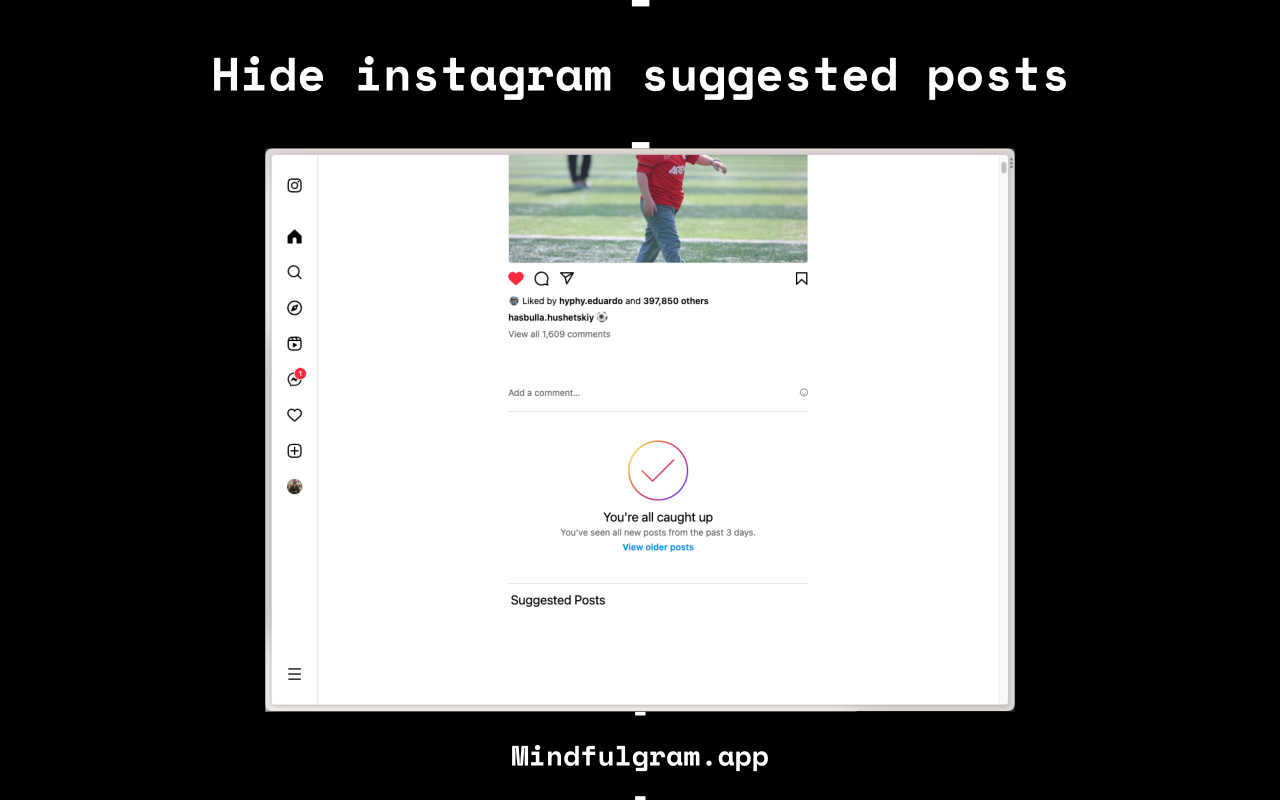 Hide instagram suggested posts
1
Liked by hyphy.eduardo and 397,850 others
hasbulla.hushetskiy ⚽
View all 1,609 comments
Add a comment...
You're all caught up
You've seen all new posts from the past 3 days.
View older posts
Suggested Posts
Mindfulgram.app